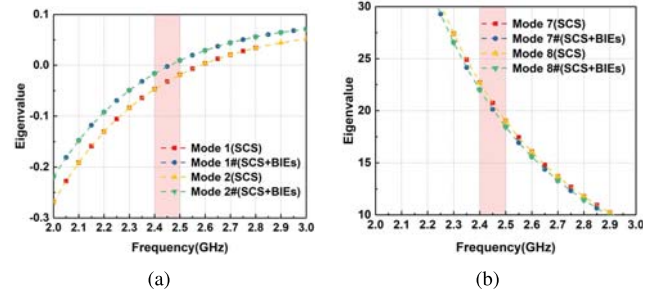 0.1
0.0
-0.1
-0.2
-0.3
Eigenvalue
Mode 1(SCS)
Mode 1#(SCS+BIEs)
Mode 2(SCS)
Mode 2#(SCS+BIEs)
2.0 2.1 2.2 2.3 2.4 2.5 2.6 2.7 2.8 2.9 3.0
Frequency(GHz)
(a)
30
25
20
15
10
Eigenvalue
Mode 7(SCS)
Mode 7#(SCS+BIEs)
Mode 8(SCS)
Mode 8#(SCS+BIEs)
2.0 2.1 2.2 2.3 2.4 2.5 2.6 2.7 2.8 2.9 3.0
Frequency(GHz)
(b)